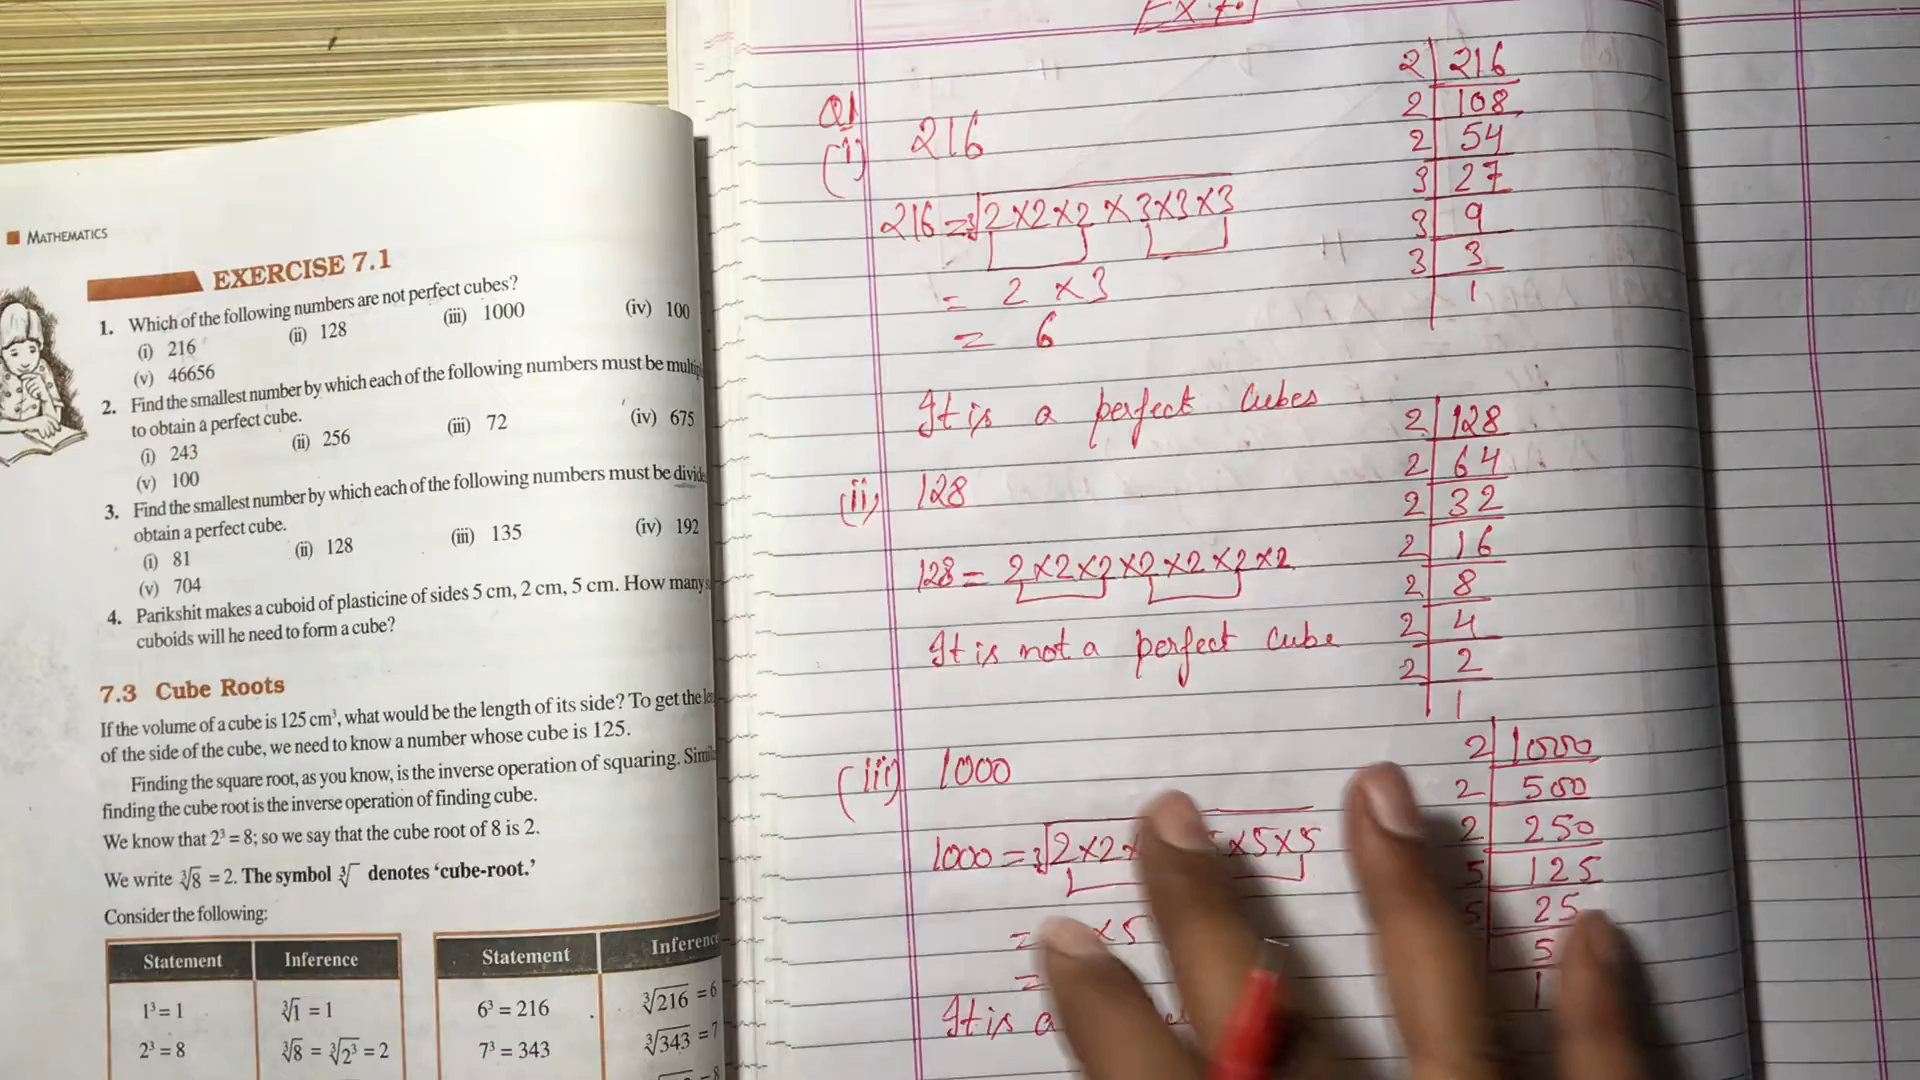 MATHEMATICS
EXERCISE 7.1
1. Which of the following numbers are not perfect cubes?
(i) 216 (ii) 128 (iii) 1000 (iv) 100
(v) 46656
2. Find the smallest number by which each of the following numbers must be
to obtain a perfect cube.
(i) 243 (ii) 256 (iii) 72 (iv) 675
(v) 100
3. Find the smallest number by which each of the following numbers must be
obtain a perfect cube.
(i) 81 (ii) 128 (iii) 135 (iv) 192
(v) 704
4. Parikshit makes a cuboid of plasticine of sides 5 cm, 2 cm, 5 cm. How many
cuboids will he need to form a cube?
7.3 Cube Roots
If the volume of a cube is 125 cm³, what would be the length of its side? To get the
of the side of the cube, we need to know a number whose cube is 125.
Finding the square root, as you know, is the inverse operation of squaring.
finding the cube root is the inverse operation of finding cube.
We know that 2³ = 8; so we say that the cube root of 8 is 2.
We write ∛8 = 2. The symbol ∛ denotes ‘cube-root.’
Consider the following:
Statement Inference
1³ = 1 ∛1 = 1
2³ = 8 ∛8 = ∛2³ = 2
Statement Inference
6³ = 216 ∛216 = 6
7³ = 343 ∛343 = 7
Q1
(i) 216
216 = ∛2×2×2×3×3×3
= 2×3
= 6
It is a perfect cubes
2 216
2 108
2 54
3 27
3 9
3 3
1
(ii) 128
128 = 2×2×2×2×2×2×2
It is not a perfect cube
2 128
2 64
2 32
2 16
2 8
2 4
2 2
1
(iii) 1000
1000 = ∛2×2× ×5×5
= ×5
=
It is a
2 1000
2 500
2 250
5 125
5 25
5
1